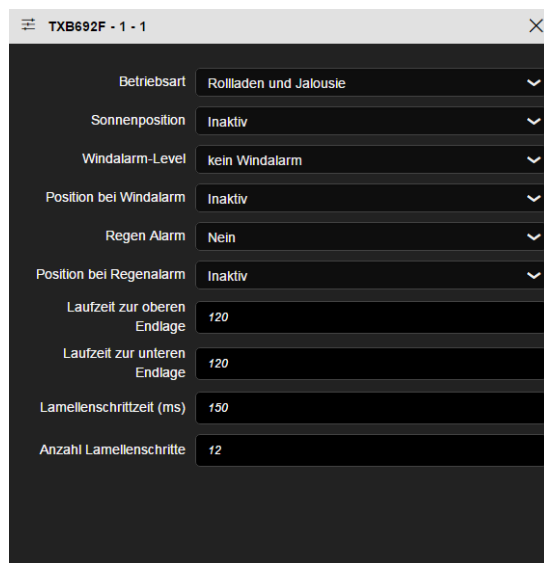 TXB692F - 1 - 1
Betriebsart Rollladen und Jalousie
Sonnenposition Inaktiv
Windalarm-Level kein Windalarm
Position bei Windalarm Inaktiv
Regen Alarm Nein
Position bei Regenalarm Inaktiv
Laufzeit zur oberen
Endlage 120
Laufzeit zur unteren
Endlage 120
Lamellenschrittzeit (ms) 150
Anzahl Lamellenschritte 12